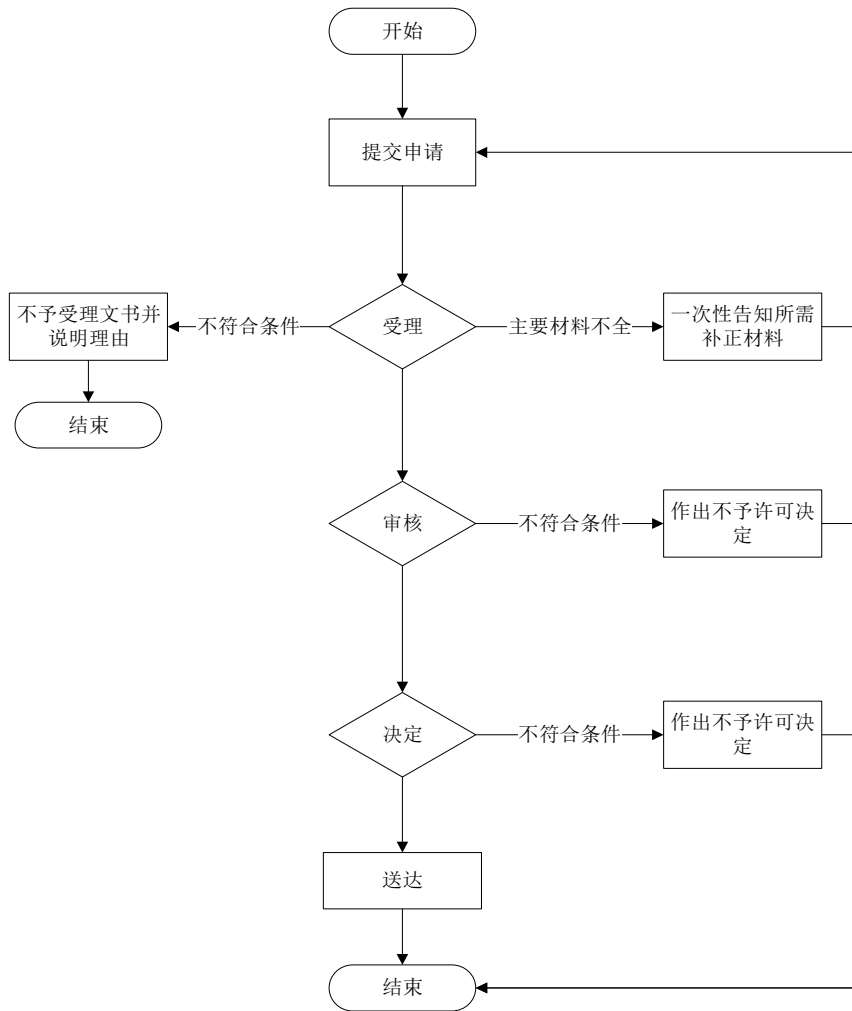 开始
提交申请
不予受理文书并
说明理由
不符合条件
受理
主要材料不全
一次性告知所需
补正材料
结束
审核
不符合条件
作出不予许可决
定
决定
不符合条件
作出不予许可决
定
送达
结束